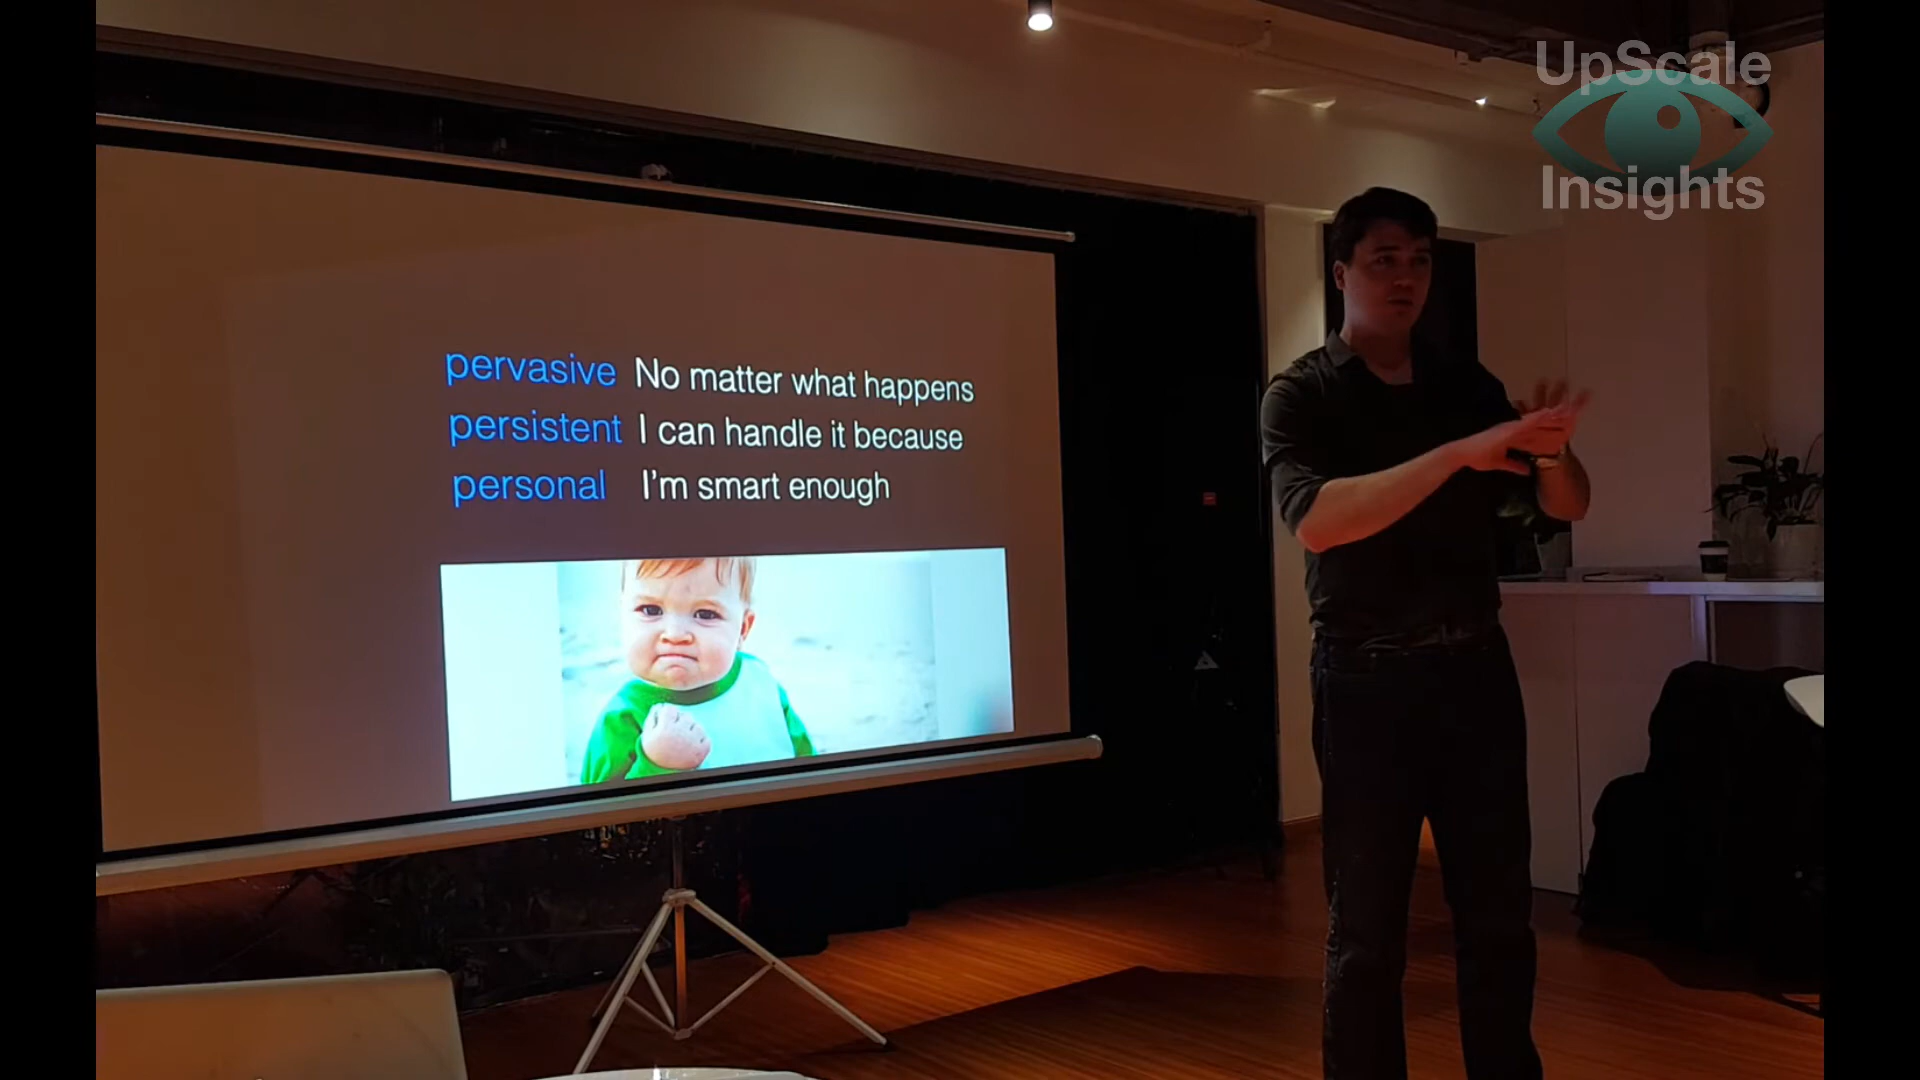 UpScale
Insights
pervasive No matter what happens
persistent I can handle it because
personal I'm smart enough